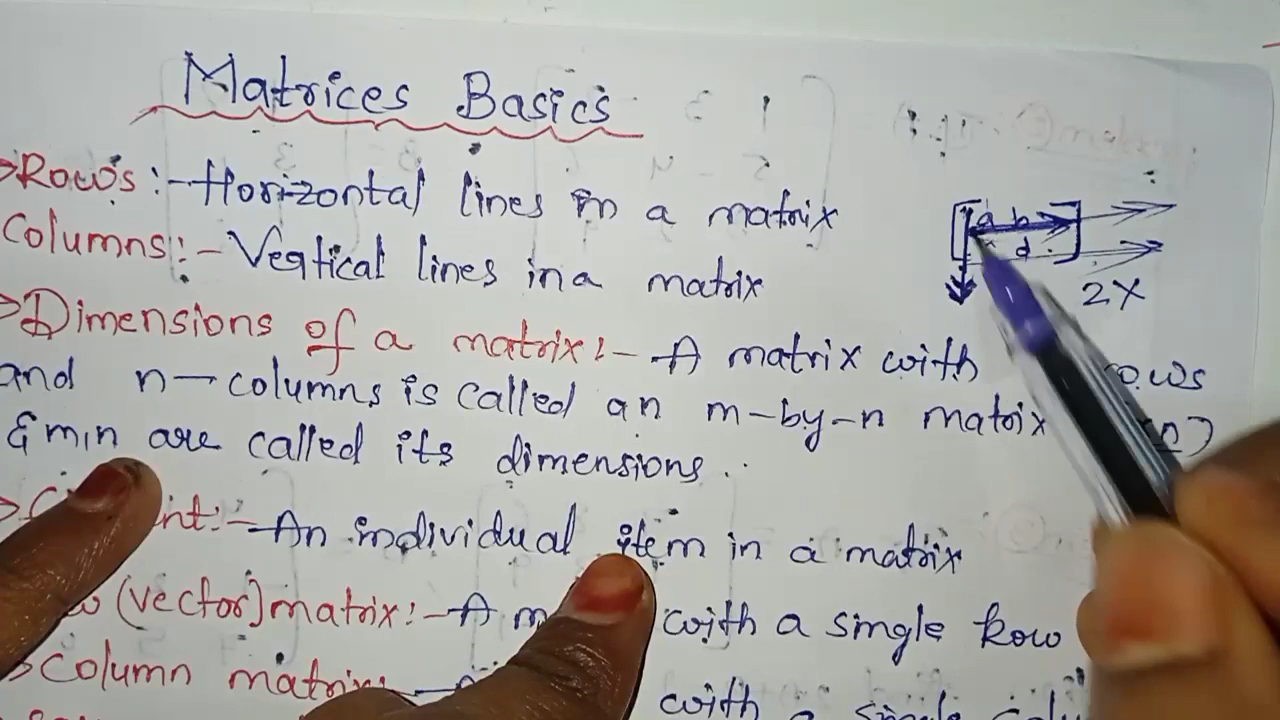 Matrices Basics
Rows :- Horizontal lines in a matrix
Columns :- Vertical lines in a matrix
a b
d
2X
Dimensions of a matrix :- A matrix with
and n-columns is called an m-by-n matrix
& m,n are called its dimensions.
An individual item in a matrix
(vector) matrix :- A with a single Row
Column matrix with a single